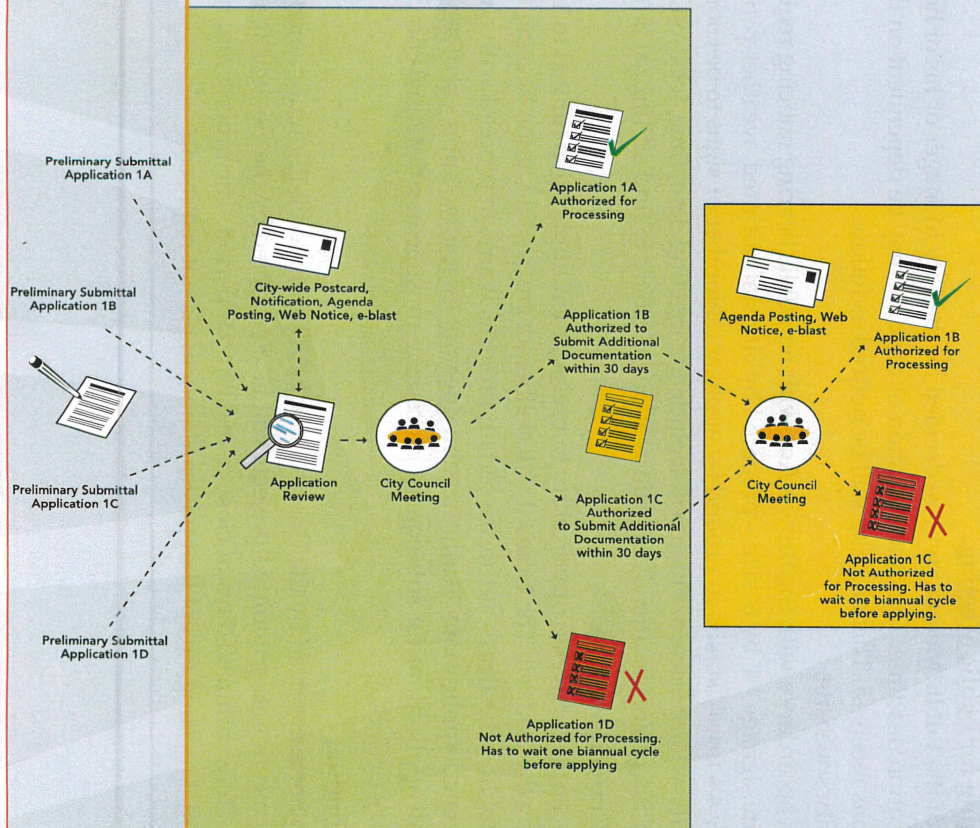 Preliminary Submittal
Application 1A
Preliminary Submittal
Application 1B
Preliminary Submittal
Application 1C
Preliminary Submittal
Application 1D
City-wide Postcard,
Notification, Agenda
Posting, Web Notice, e-blast
Application
Review
City Council
Meeting
Application 1A
Authorized for
Processing
Application 1B
Authorized to
Submit Additional
Documentation
within 30 days
Application 1C
Authorized
to Submit Additional
Documentation
within 30 days
Application 1D
Not Authorized for Processing.
Has to wait one biannual cycle
before applying
Agenda Posting, Web
Notice, e-blast
City Council
Meeting
Application 1B
Authorized for
Processing
Application 1C
Not Authorized
for Processing. Has to
wait one biannual cycle
before applying.